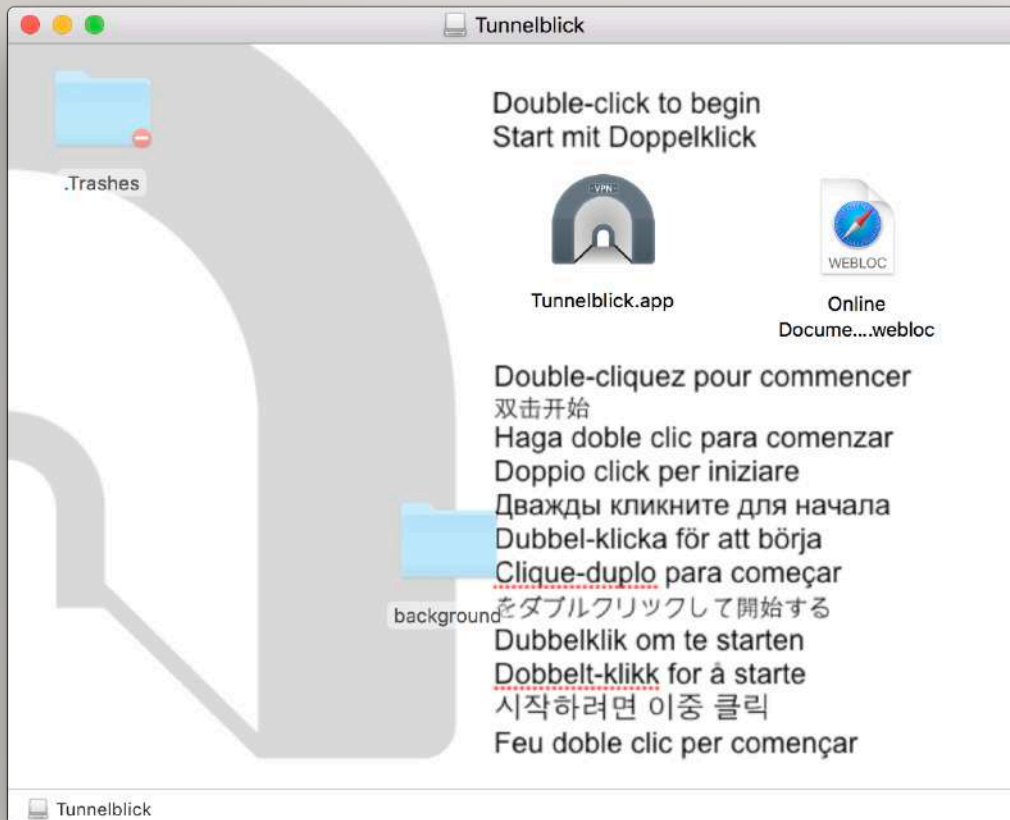 Tunnelblick
.Trashes
Double-click to begin
Start mit Doppelklick
VPN
WEBLOC
Tunnelblick.app
Online
Docume....webloc
Double-cliquez pour commencer
双击开始
Haga doble clic para comenzar
Doppio click per iniziare
Дважды кликните для начала
Dubbel-klicka för att börja
Clique-duplo para começar
をダブルクリックして開始する
background
Dubbelklik om te starten
Dobbelt-klikk for å starte
시작하려면 이중 클릭
Feu doble clic per començar
Tunnelblick